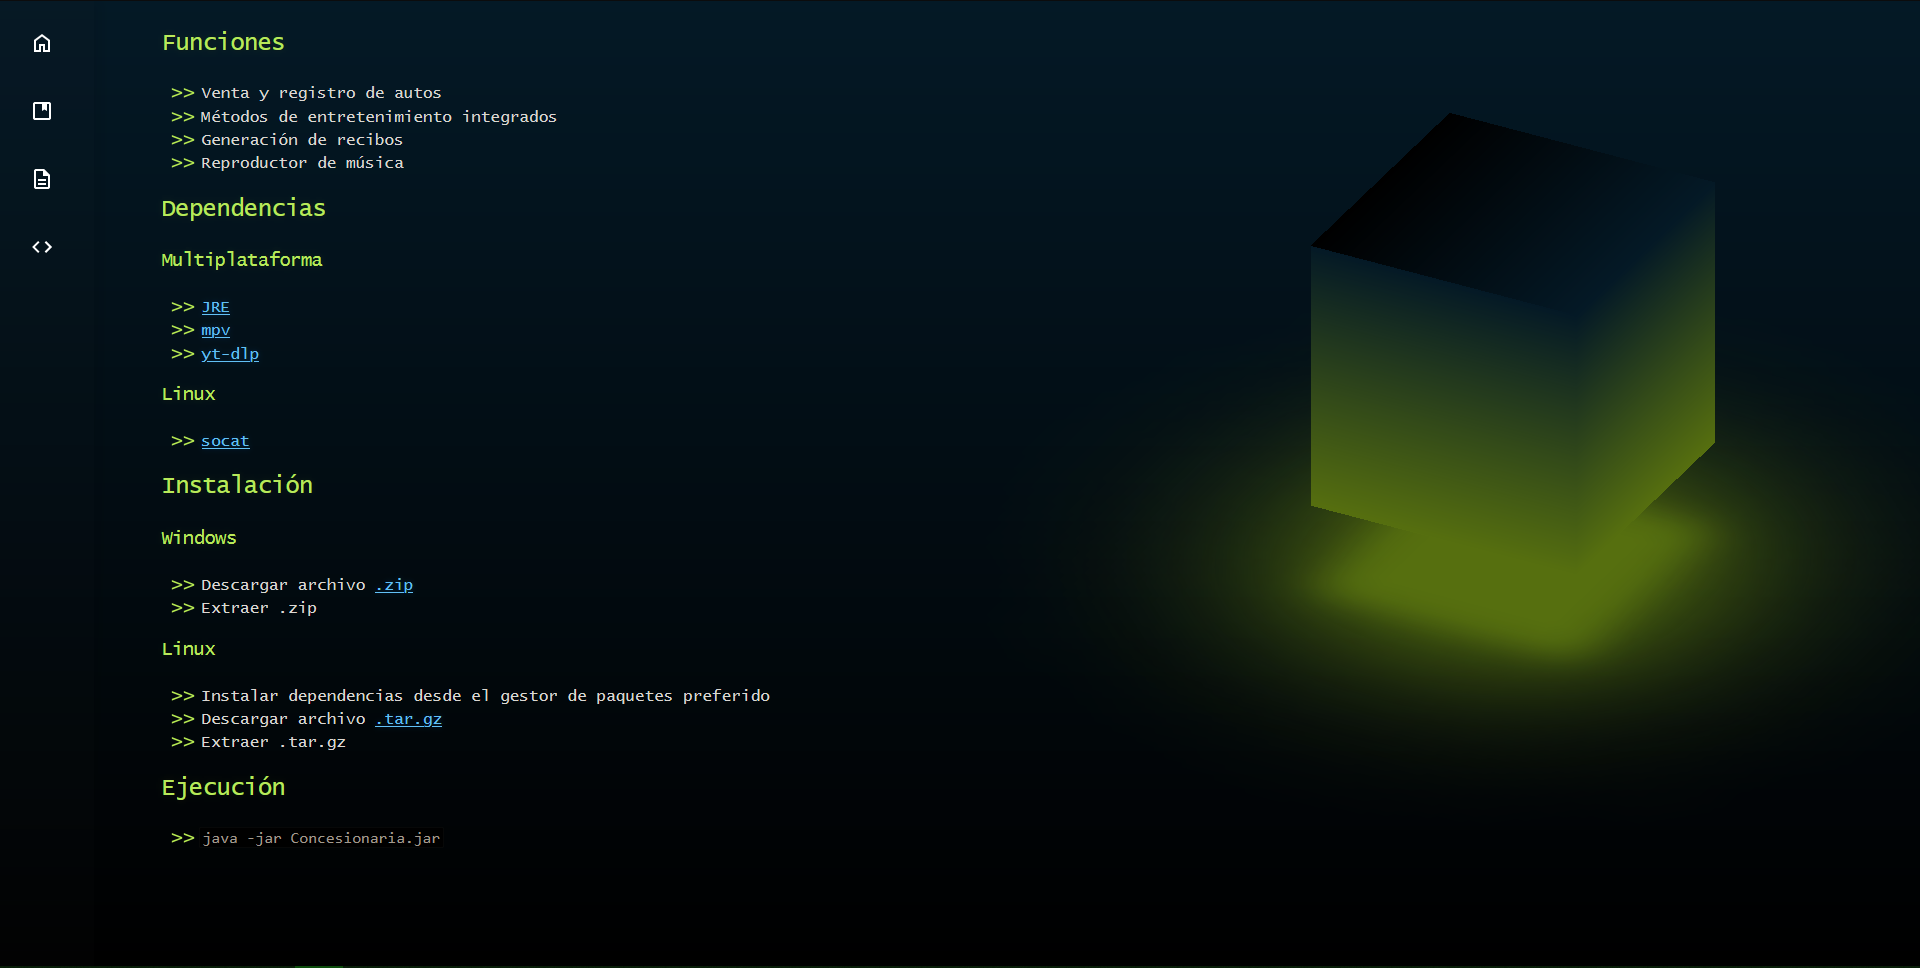 Funciones
>> Venta y registro de autos
>> Métodos de entretenimiento integrados
>> Generación de recibos
>> Reproductor de música
Dependencias
Multiplataforma
>> JRE
>> mpv
>> yt-dlp
Linux
>> socat
Instalación
Windows
>> Descargar archivo .zip
>> Extraer .zip
Linux
>> Instalar dependencias desde el gestor de paquetes preferido
>> Descargar archivo .tar.gz
>> Extraer .tar.gz
Ejecución
>> java -jar Concesionaria.jar